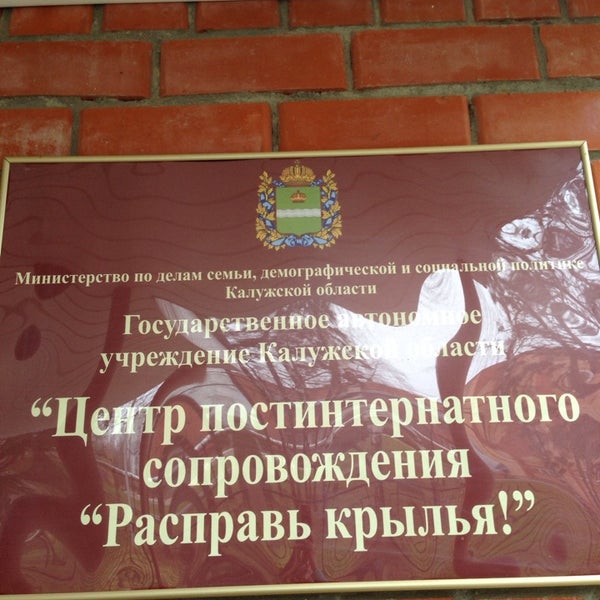 Министерство по делам семьи, демографической и социальной политике
Калужской области
Государственное автономное
учреждение Калужской области
“Центр постинтернатного
сопровождения
“Расправь крылья!”